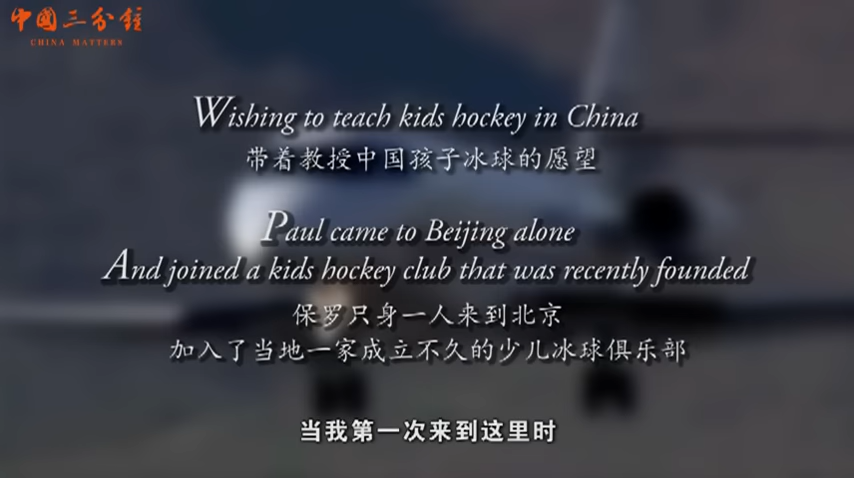 中國三分鐘
CHINA MATTERS
Wishing to teach kids hockey in China
带着教授中国孩子冰球的愿望
Paul came to Beijing alone
And joined a kids hockey club that was recently founded
保罗只身一人来到北京
加入了当地一家成立不久的少儿冰球俱乐部
当我第一次来到这里时